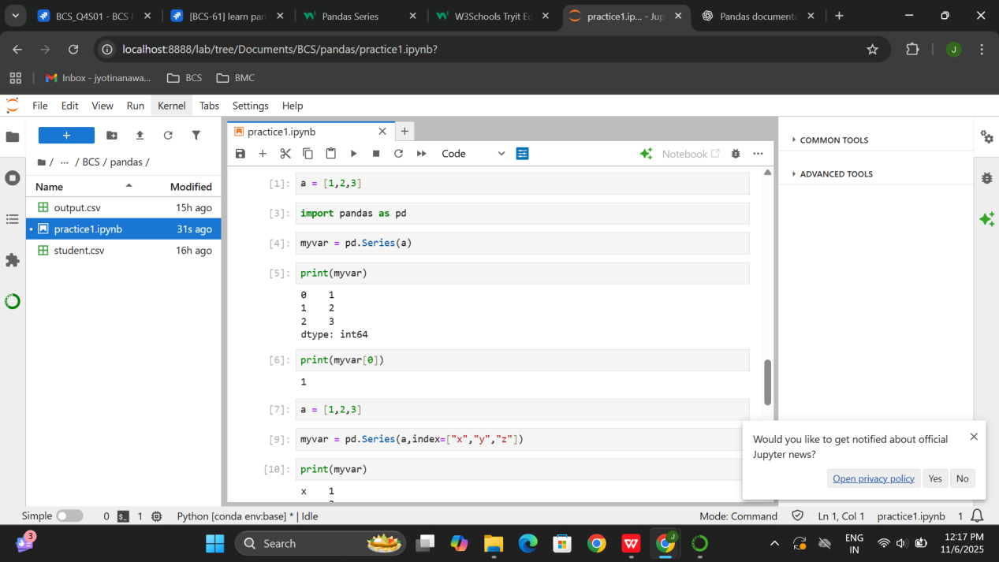 BCS_Q4S01 - BCS
[BCS-61] learn pan
Pandas Series
W3Schools Tryit Ed
practice1.ip... - Jup
Pandas documenta
localhost:8888/lab/tree/Documents/BCS/pandas/practice1.ipynb?
J
Inbox - jyotinanawa...
BCS
BMC
File Edit View Run Kernel Tabs Settings Help
practice1.ipynb
+
/ ... / BCS / pandas /
Name Modified
output.csv 15h ago
practice1.ipynb 31s ago
student.csv 16h ago
Code
Notebook
[1]: a = [1,2,3]
[3]: import pandas as pd
[4]: myvar = pd.Series(a)
[5]: print(myvar)
0 1
1 2
2 3
dtype: int64
[6]: print(myvar[0])
1
[7]: a = [1,2,3]
[9]: myvar = pd.Series(a,index=["x","y","z"])
[10]: print(myvar)
x 1
COMMON TOOLS
ADVANCED TOOLS
Would you like to get notified about official
Jupyter news?
Open privacy policy Yes No
Simple 0 $_ 1 Python [conda env:base] * | Idle
Mode: Command Ln 1, Col 1 practice1.ipynb 1
3
Search
J
ENG
IN
12:17 PM
11/6/2025